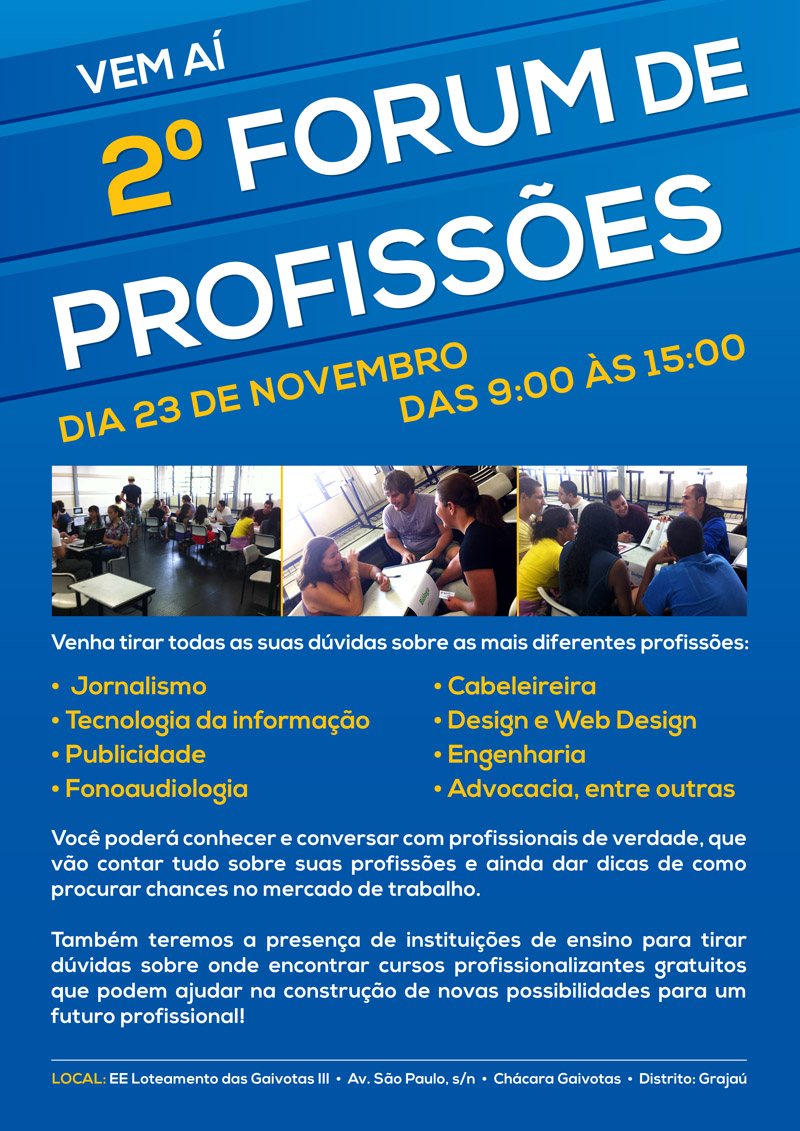 VEM AÍ
2º FORUM DE
PROFISSÕES
DIA 23 DE NOVEMBRO
DAS 9:00 ÀS 15:00
Venha tirar todas as suas dúvidas sobre as mais diferentes profissões:
• Jornalismo
• Tecnologia da informação
• Publicidade
• Fonoaudiologia
• Cabeleireira
• Design e Web Design
• Engenharia
• Advocacia, entre outras
Você poderá conhecer e conversar com profissionais de verdade, que
vão contar tudo sobre suas profissões e ainda dar dicas de como
procurar chances no mercado de trabalho.
Também teremos a presença de instituições de ensino para tirar
dúvidas sobre onde encontrar cursos profissionalizantes gratuitos
que podem ajudar na construção de novas possibilidades para um
futuro profissional!
LOCAL: EE Loteamento das Gaivotas III • Av. São Paulo, s/n • Chácara Gaivotas • Distrito: Grajaú